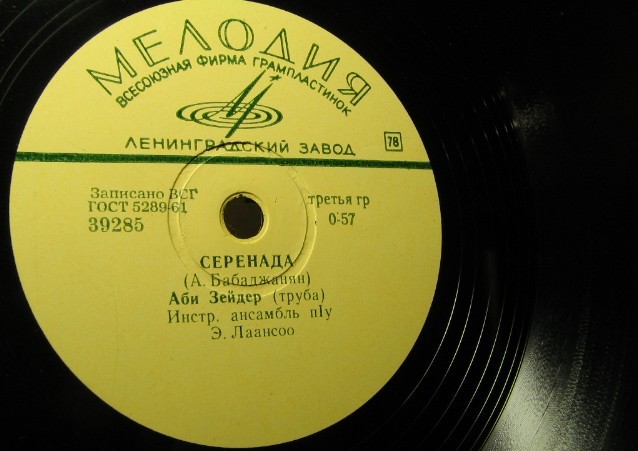 МЕЛОДИЯ
ВСЕСОЮЗНАЯ ФИРМА ГРАМПЛАСТИНОК
ЛЕНИНГРАДСКИЙ ЗАВОД 78
Записано ВСГ
ГОСТ 5289-61
39285
третья гр
0-57
СЕРЕНАДА
(А. Бабаджанян)
Аби Зейдер (труба)
Инстр. ансамбль п/у
Э. Лаансоо